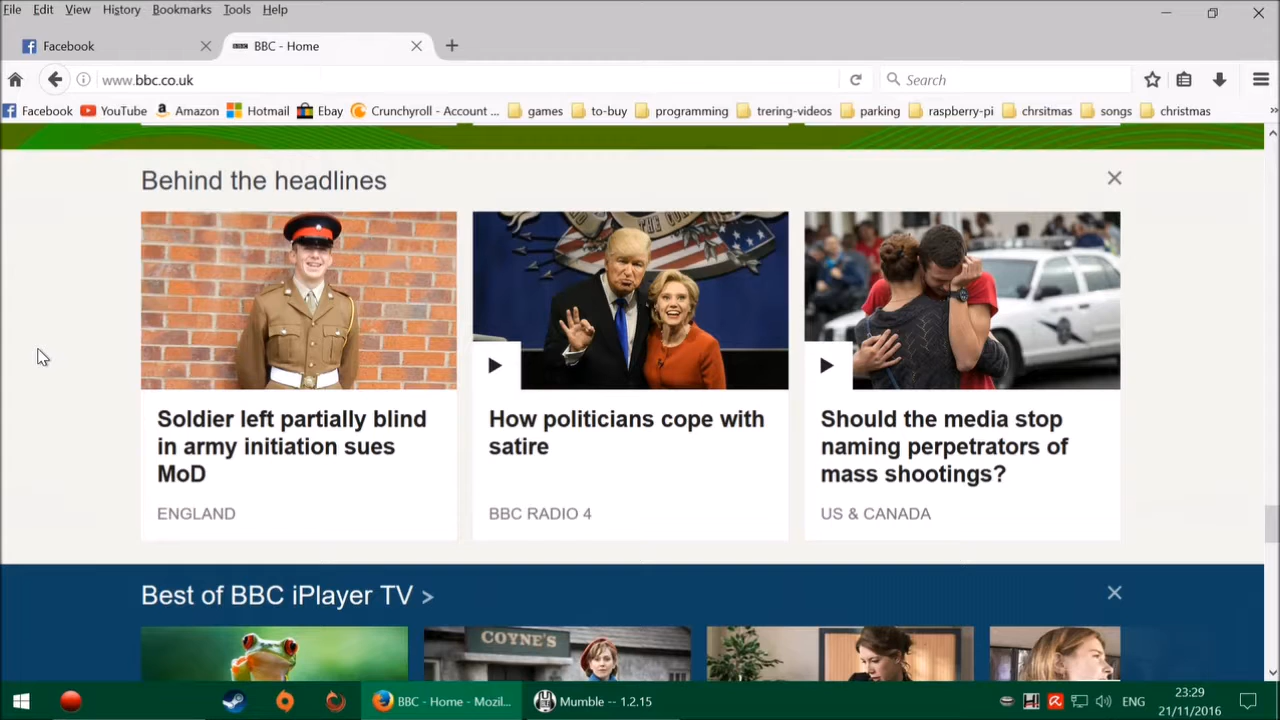 File Edit View History Bookmarks Tools Help
Facebook BBC - Home
www.bbc.co.uk Search
Facebook YouTube Amazon Hotmail Ebay Crunchyroll - Account ... games to-buy programming trering-videos parking raspberry-pi chrsitmas songs christmas
Behind the headlines
Soldier left partially blind
in army initiation sues
MoD
ENGLAND
How politicians cope with
satire
BBC RADIO 4
Should the media stop
naming perpetrators of
mass shootings?
US & CANADA
Best of BBC iPlayer TV >
COYNE'S
BBC - Home - Mozil... Mumble -- 1.2.15 ENG 23:29
21/11/2016